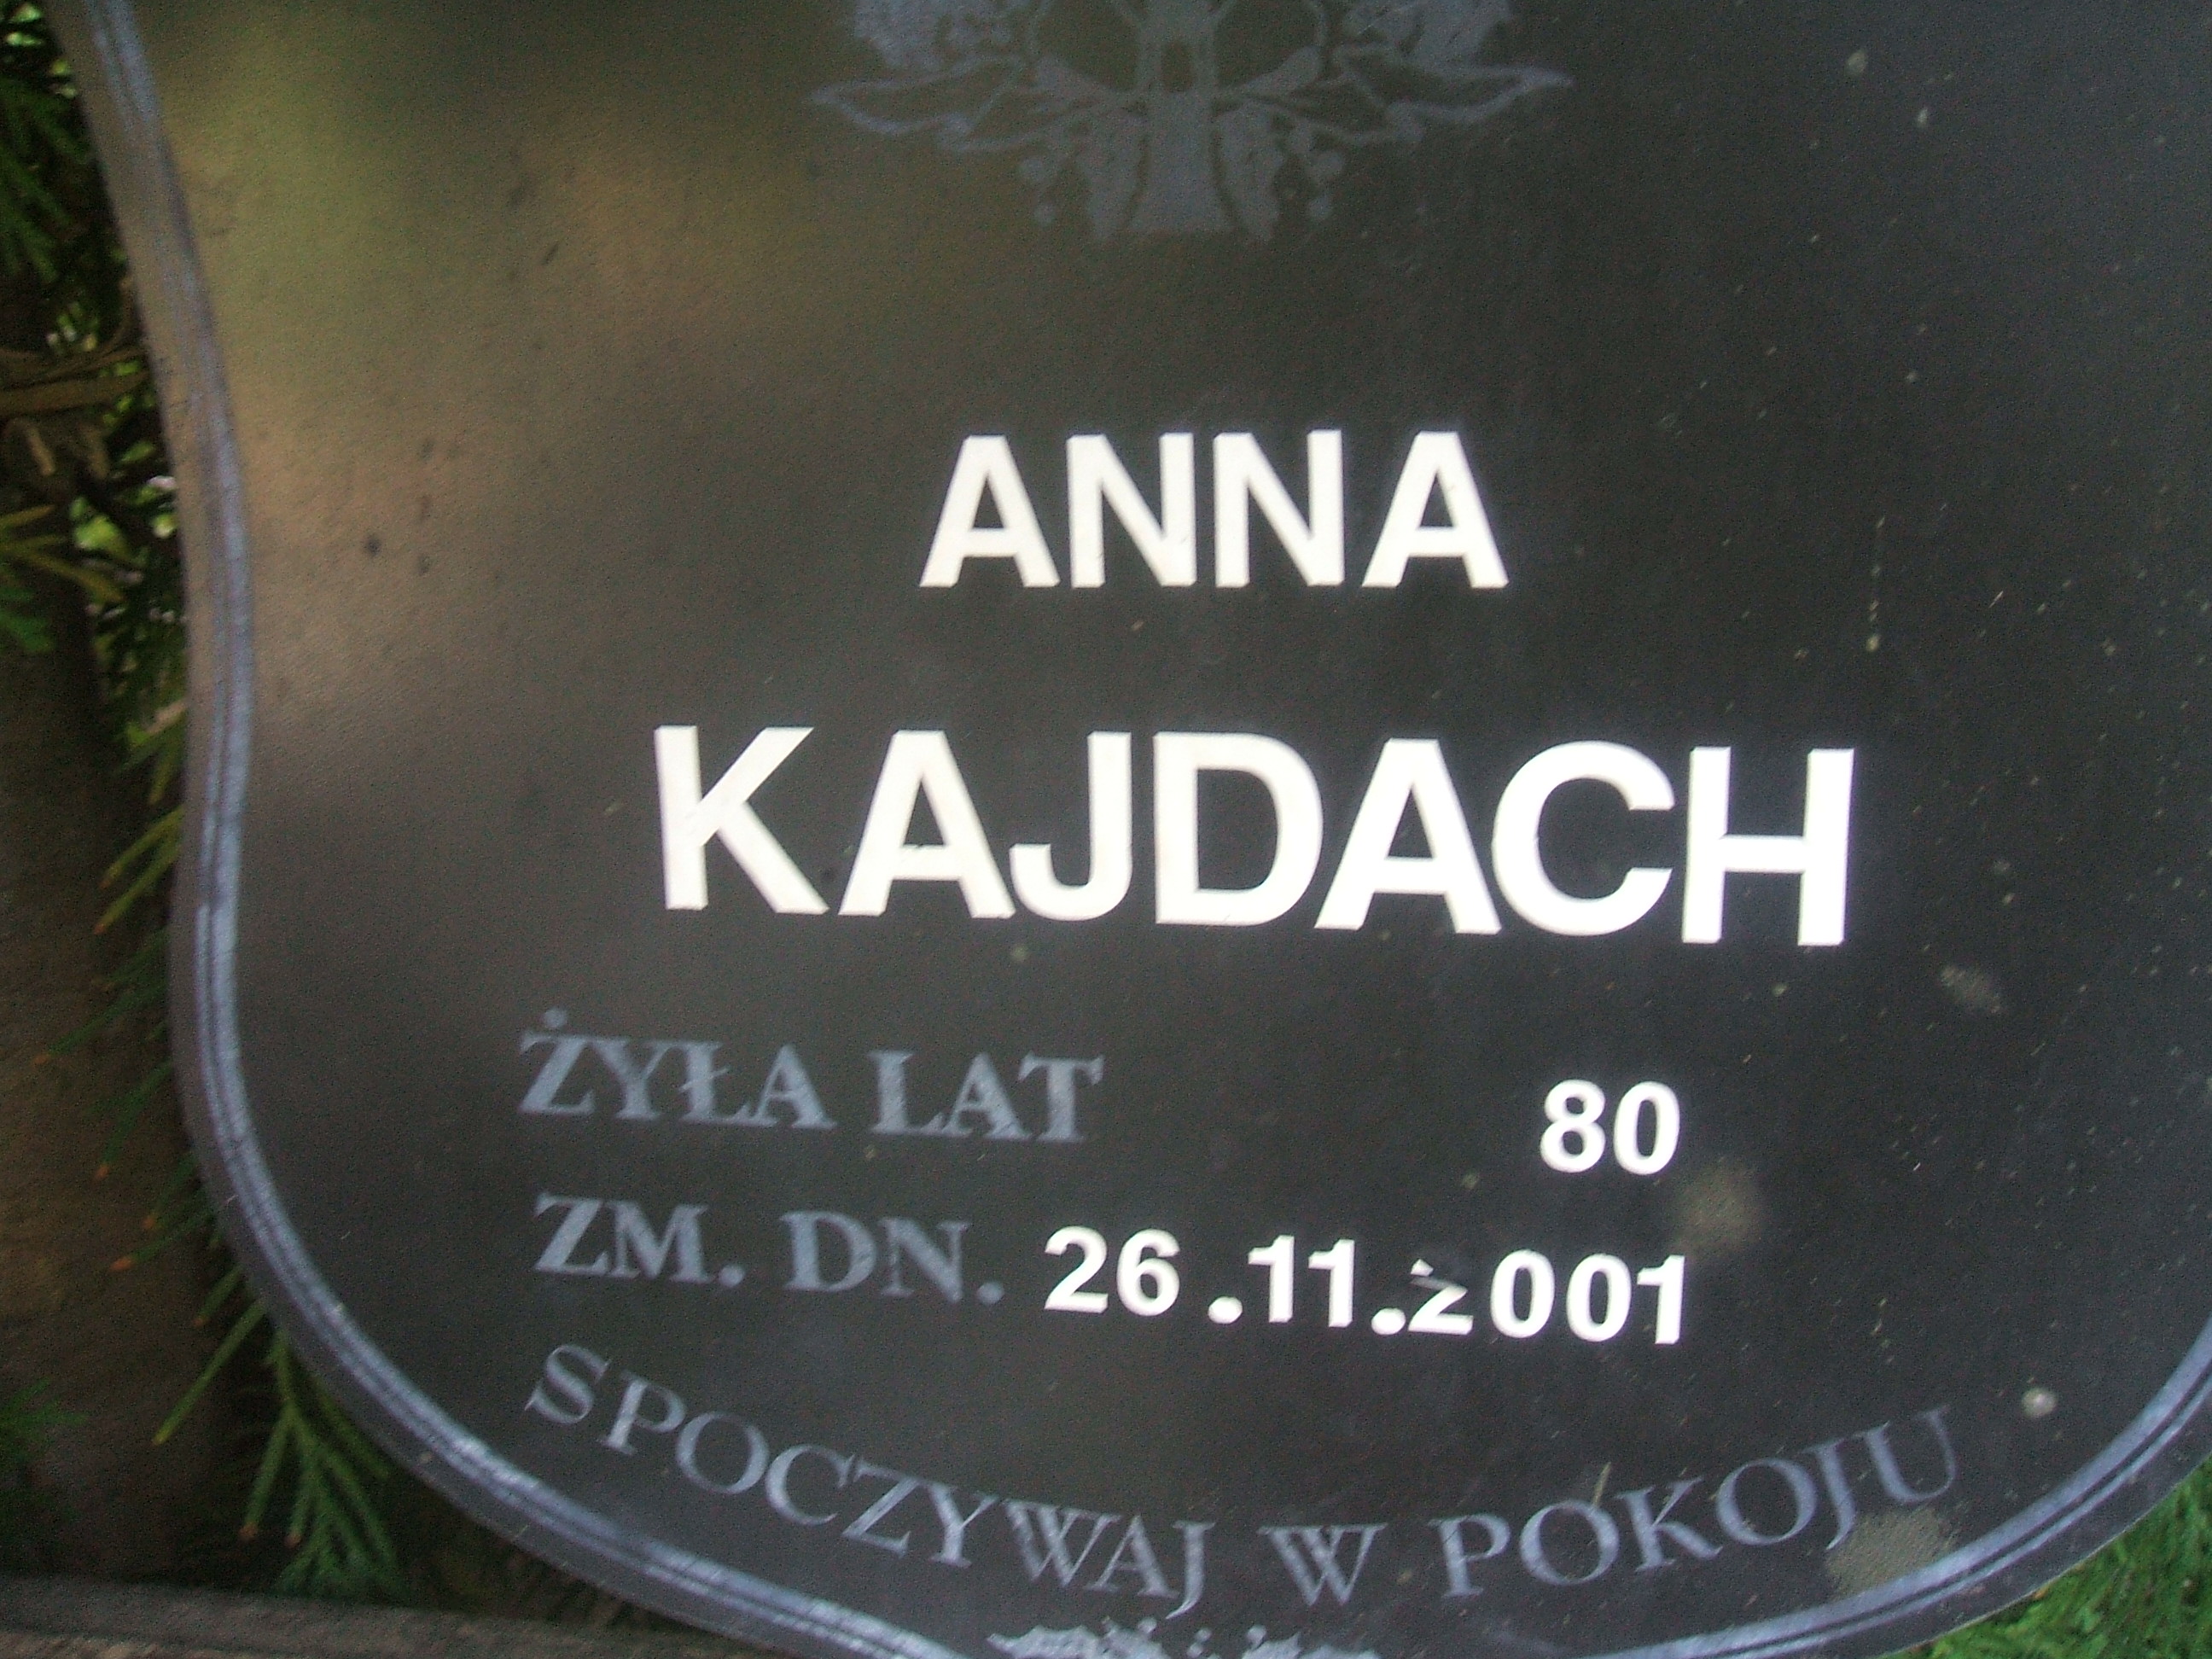 ANNA
KAJDACH
ŻYŁA LAT 80
ZM. DN. 26.11.2001
SPOCZYWAJ W POKOJU